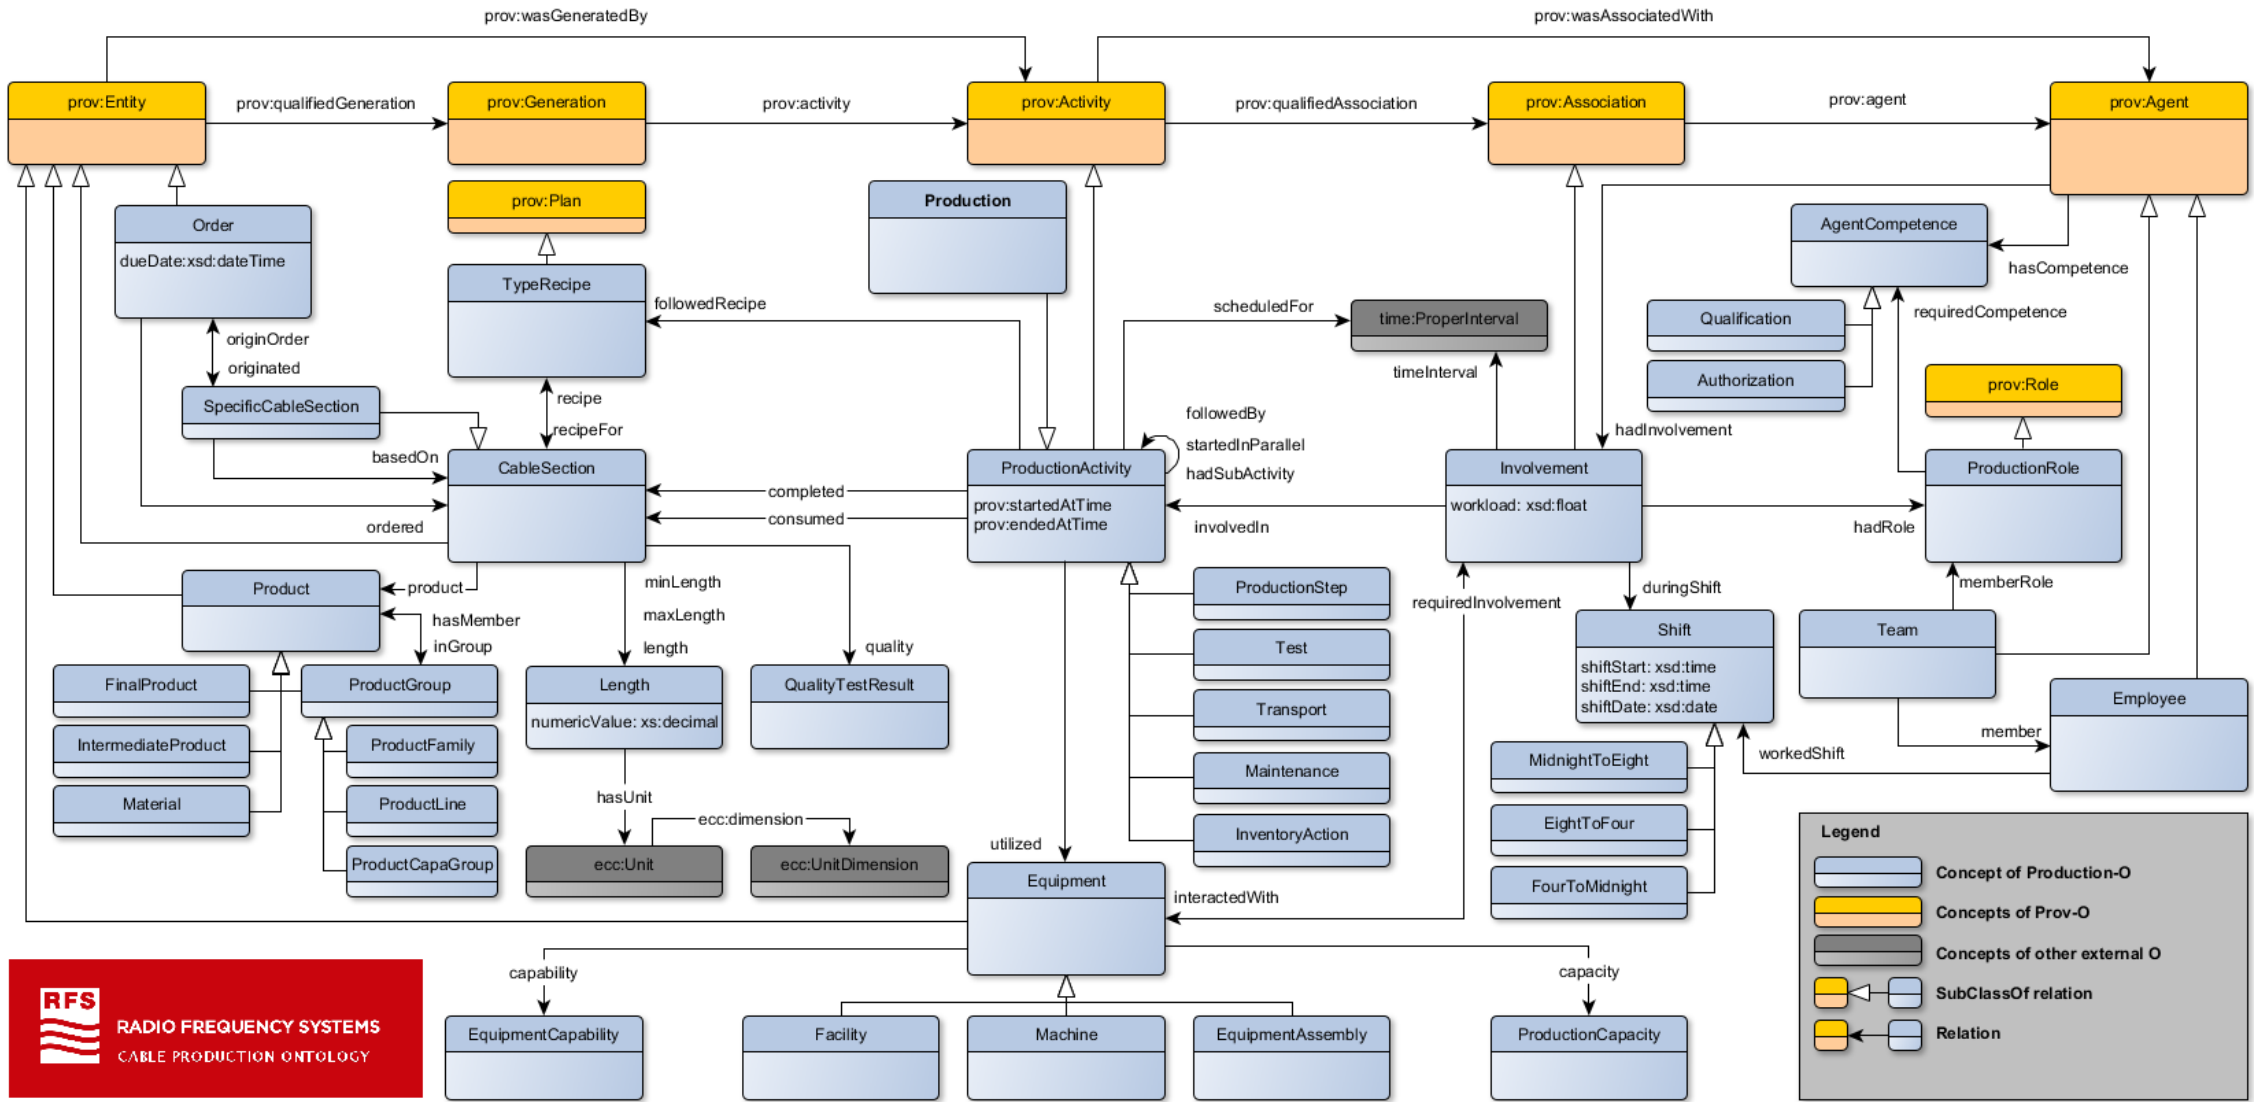 prov:wasGeneratedBy
prov:wasAssociatedWith
prov:Entity
prov:qualifiedGeneration
prov:Generation
prov:activity
prov:Activity
prov:qualifiedAssociation
prov:Association
prov:agent
prov:Agent
prov:Plan
Production
Order
dueDate:xsd:dateTime
AgentCompetence
hasCompetence
TypeRecipe
followedRecipe
scheduledFor
time:ProperInterval
timeInterval
Qualification
requiredCompetence
Authorization
prov:Role
originOrder
originated
SpecificCableSection
recipe
recipeFor
basedOn
followedBy
startedInParallel
hadSubActivity
hadInvolvement
CableSection
completed
consumed
ordered
ProductionActivity
prov:startedAtTime
prov:endedAtTime
involvedIn
Involvement
workload: xsd:float
hadRole
ProductionRole
Product
product
hasMember
inGroup
minLength
maxLength
length
quality
ProductionStep
Test
Transport
Maintenance
InventoryAction
requiredInvolvement
duringShift
memberRole
Shift
shiftStart: xsd:time
shiftEnd: xsd:time
shiftDate: xsd:date
Team
Employee
member
workedShift
FinalProduct
ProductGroup
IntermediateProduct
ProductFamily
Material
ProductLine
ProductCapaGroup
Length
numericValue: xs:decimal
QualityTestResult
hasUnit
ecc:dimension
ecc:Unit
ecc:UnitDimension
MidnightToEight
EightToFour
FourToMidnight
utilized
Equipment
interactedWith
capability
capacity
EquipmentCapability
Facility
Machine
EquipmentAssembly
ProductionCapacity
Legend
Concept of Production-O
Concepts of Prov-O
Concepts of other external O
SubClassOf relation
Relation
RFS
RADIO FREQUENCY SYSTEMS
CABLE PRODUCTION ONTOLOGY